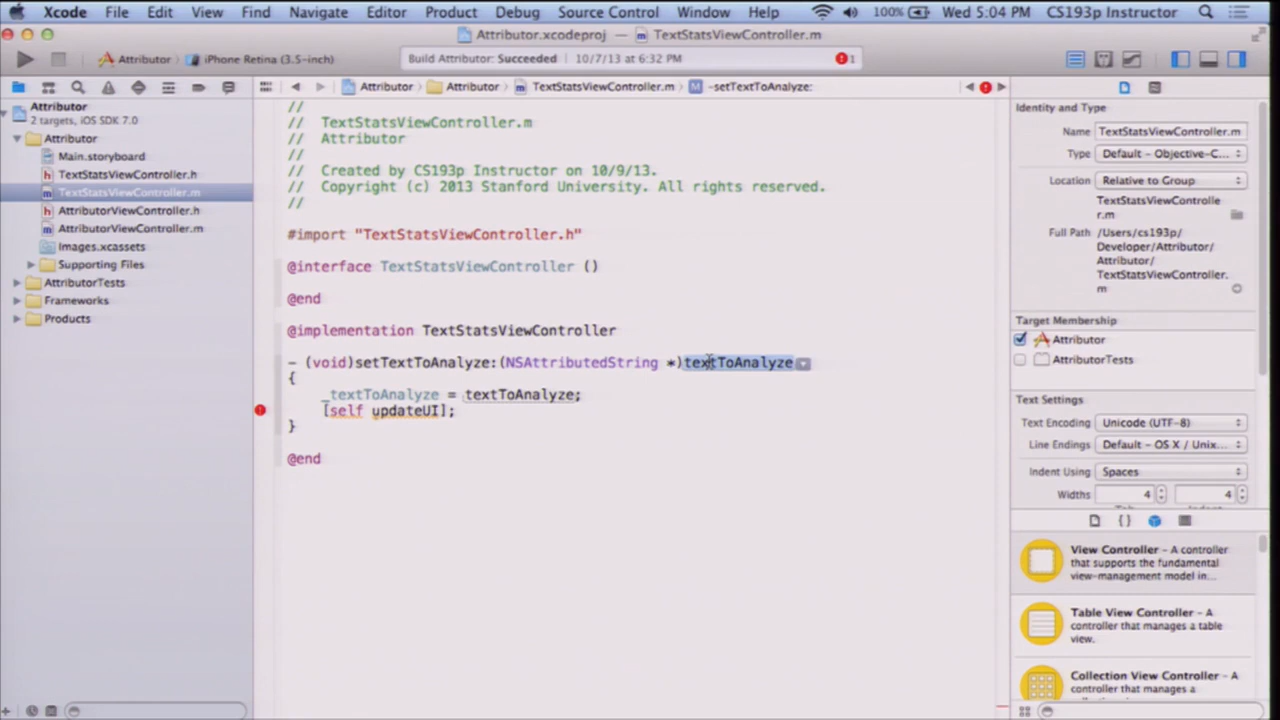 Xcode File Edit View Find Navigate Editor Product Debug Source Control Window Help 100% Wed 5:04 PM CS193p Instructor
Attributor.xcodeproj — TextStatsViewController.m
Attributor iPhone Retina (3.5-inch) Build Attributor: Succeeded 10/7/13 at 6:32 PM 1
Attributor Attributor TextStatsViewController.m M -setTextToAnalyze:
Attributor
2 targets, iOS SDK 7.0
Attributor
Main.storyboard
h TextStatsViewController.h
m TextStatsViewController.m
h AttributorViewController.h
m AttributorViewController.m
Images.xcassets
Supporting Files
AttributorTests
Frameworks
Products
//
// TextStatsViewController.m
// Attributor
//
// Created by CS193p Instructor on 10/9/13.
// Copyright (c) 2013 Stanford University. All rights reserved.
//
#import "TextStatsViewController.h"
@interface TextStatsViewController ()
@end
@implementation TextStatsViewController
- (void)setTextToAnalyze:(NSAttributedString *)textToAnalyze
{
_textToAnalyze = textToAnalyze;
[self updateUI];
}
@end
Identity and Type
Name TextStatsViewController.m
Type Default - Objective-C...
Location Relative to Group
TextStatsViewControlle
r.m
Full Path /Users/cs193p/
Developer/Attributor/
Attributor/
TextStatsViewController.
m
Target Membership
Attributor
AttributorTests
Text Settings
Text Encoding Unicode (UTF-8)
Line Endings Default - OS X / Unix...
Indent Using Spaces
Widths 4 4
View Controller - A controller
that supports the fundamental
view-management model in...
Table View Controller - A
controller that manages a table
view.
Collection View Controller - A
controller that manages a